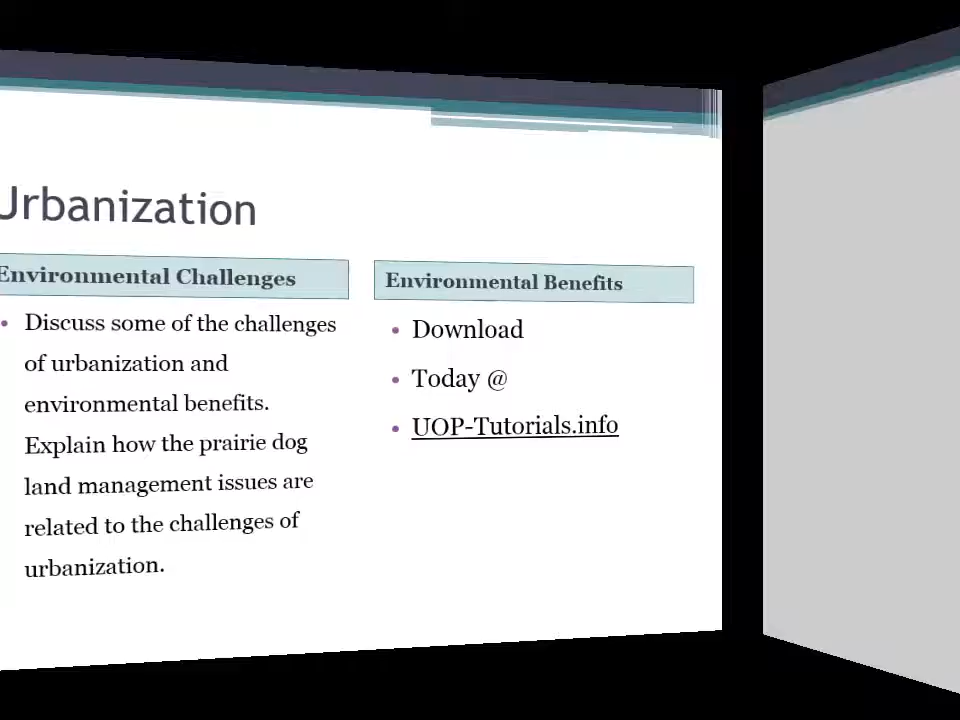 Urbanization
Environmental Challenges
• Discuss some of the challenges
of urbanization and
environmental benefits.
Explain how the prairie dog
land management issues are
related to the challenges of
urbanization.
Environmental Benefits
• Download
• Today @
• UOP-Tutorials.info